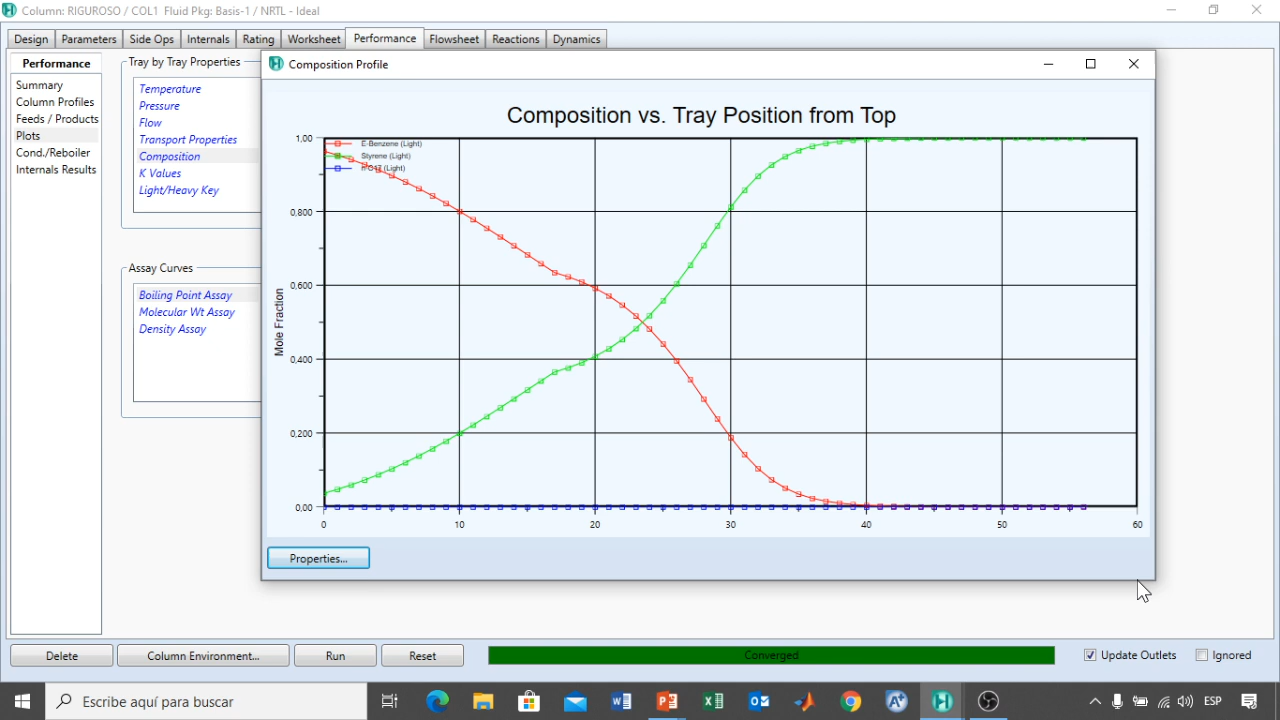 Column: RIGUROSO / COL1 Fluid Pkg: Basis-1 / NRTL - Ideal
Design Parameters Side Ops Internals Rating Worksheet Performance Flowsheet Reactions Dynamics
Performance
Summary
Column Profiles
Feeds / Products
Plots
Cond./Reboiler
Internals Results
Tray by Tray Properties
Temperature
Pressure
Flow
Transport Properties
Composition
K Values
Light/Heavy Key
Assay Curves
Boiling Point Assay
Molecular Wt Assay
Density Assay
Composition Profile
Composition vs. Tray Position from Top
E-Benzene (Light)
Styrene (Light)
(Light)
Mole Fraction
1,00
0,800
0,600
0,400
0,200
0,00
0 10 20 30 40 50 60
Properties...
Delete Column Environment... Run Reset Converged Update Outlets Ignored
Escribe aquí para buscar
ESP